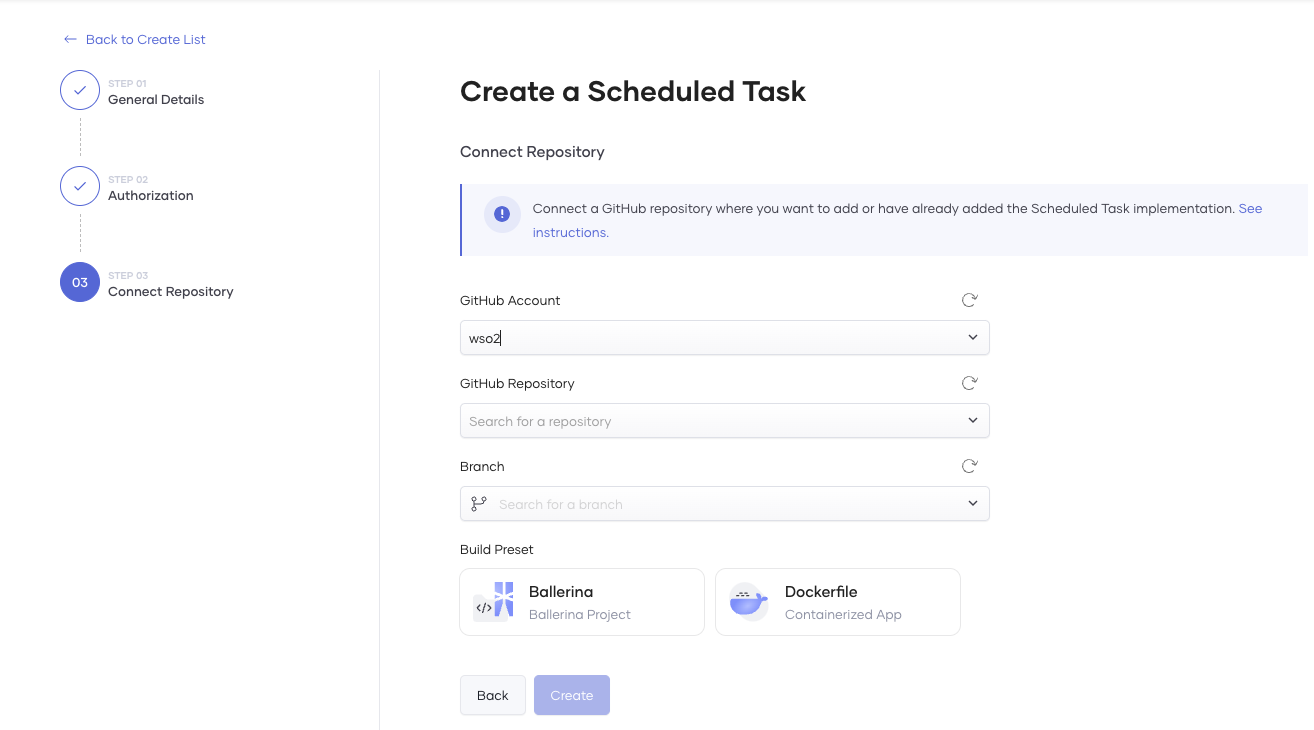 Back to Create List
STEP 01
General Details
STEP 02
Authorization
03
STEP 03
Connect Repository
Create a Scheduled Task
Connect Repository
Connect a GitHub repository where you want to add or have already added the Scheduled Task implementation. See
instructions.
GitHub Account
wso2
GitHub Repository
Search for a repository
Branch
Search for a branch
Build Preset
</>
Ballerina
Ballerina Project
Dockerfile
Containerized App
Back
Create